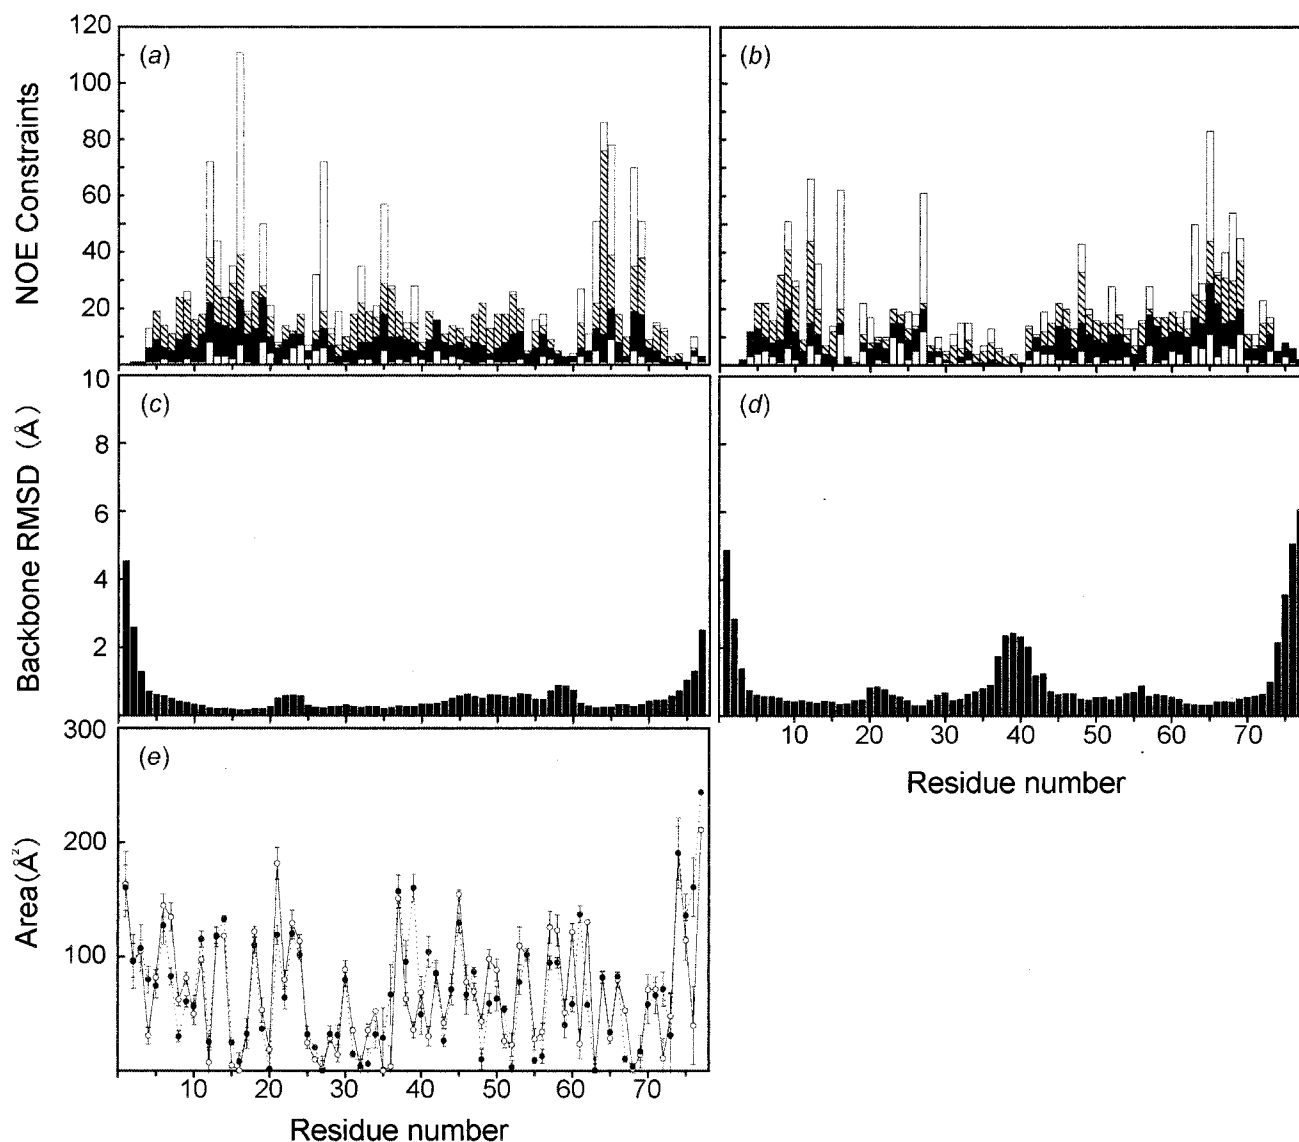 120
100
80
60
40
20
NOE Constraints
(a)
(b)
10
8
6
4
2
Backbone RMSD (Å)
(c)
(d)
10 20 30 40 50 60 70
Residue number
300
200
100
Area(Å²)
(e)
10 20 30 40 50 60 70
Residue number